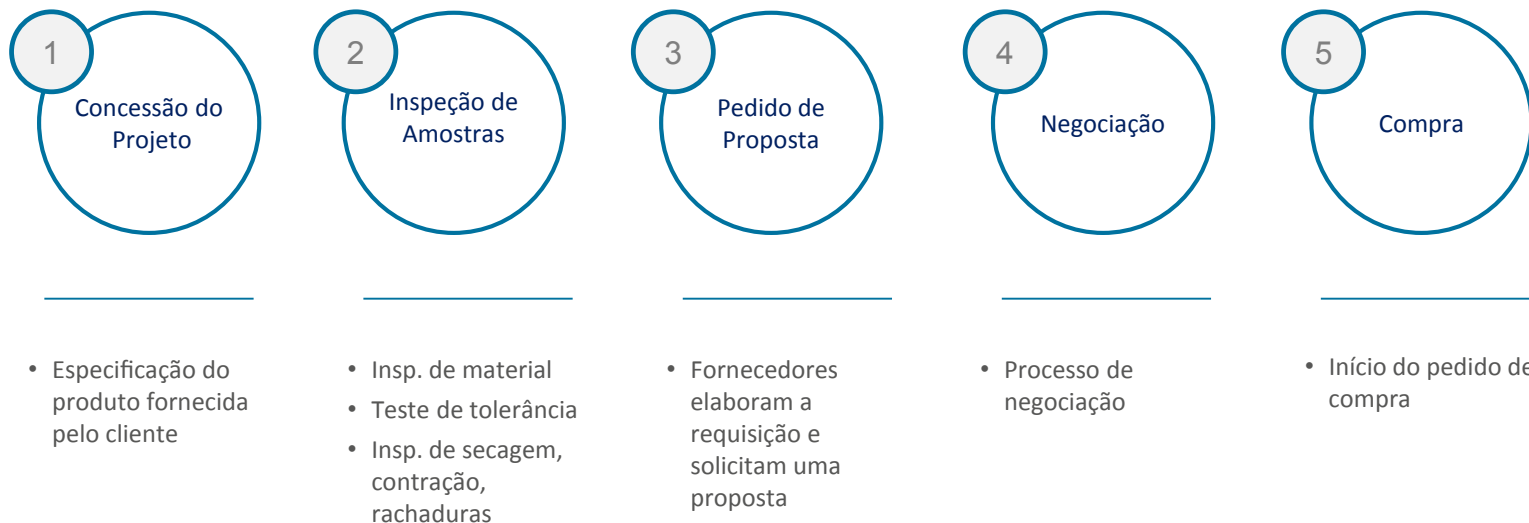 1
Concessão do
Projeto
2
Inspeção de
Amostras
3
Pedido de
Proposta
4
Negociação
5
Compra
• Especificação do
produto fornecida
pelo cliente
• Insp. de material
• Teste de tolerância
• Insp. de secagem,
contração,
rachaduras
• Fornecedores
elaboram a
requisição e
solicitam uma
proposta
• Processo de
negociação
• Início do pedido de
compra